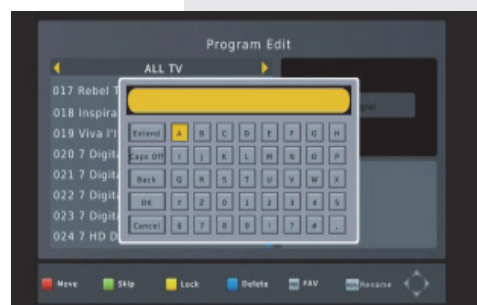 Program Edit
ALL TV
017 Rebel T
018 Inspira
019 Viva l'I
020 7 Digit
021 7 Digit
022 7 Digit
023 7 Digit
024 7 HD D
Extend A B C D E F G H
Caps Off I J K L M N O P
Back Q R S T U V W X
OK Y Z 0 1 2 3 4 5
Cancel 6 7 8 9 # .
Move Skip Lock Delete FAV Rename